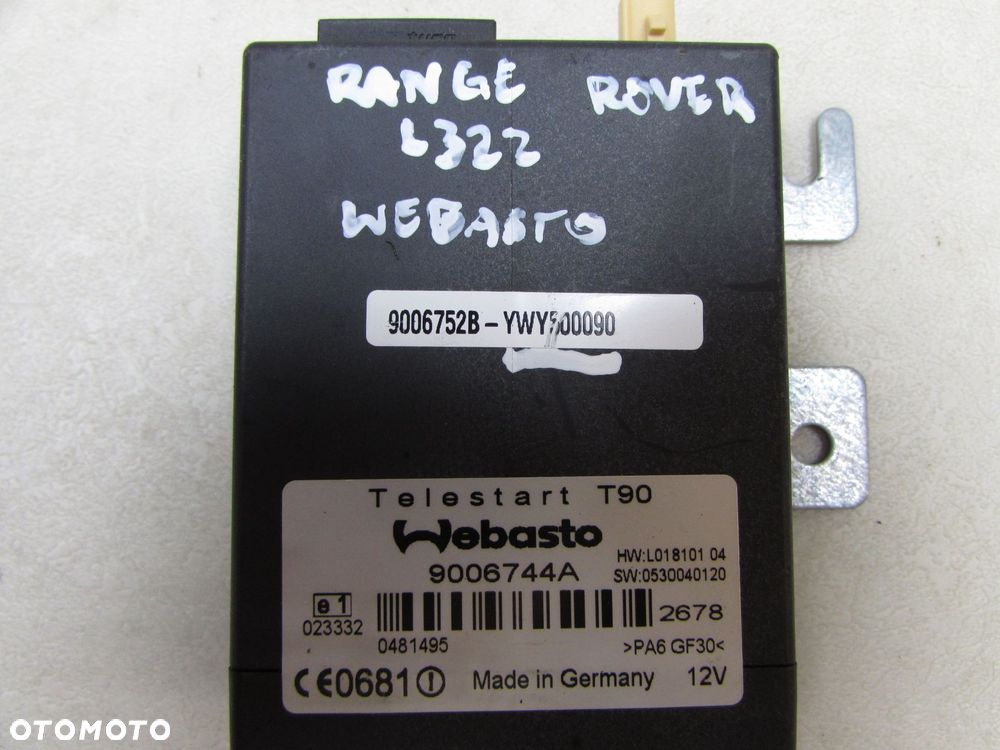 RANGE ROVER
L322
WEBASTO
9006752B-YWY500090
Telestart T90
Webasto
HW:L018101 04
9006744A
SW:0530040120
e1
2678
023332
0481495
>PA6 GF30<
CE0681
Made in Germany
12V
OTOMOTO